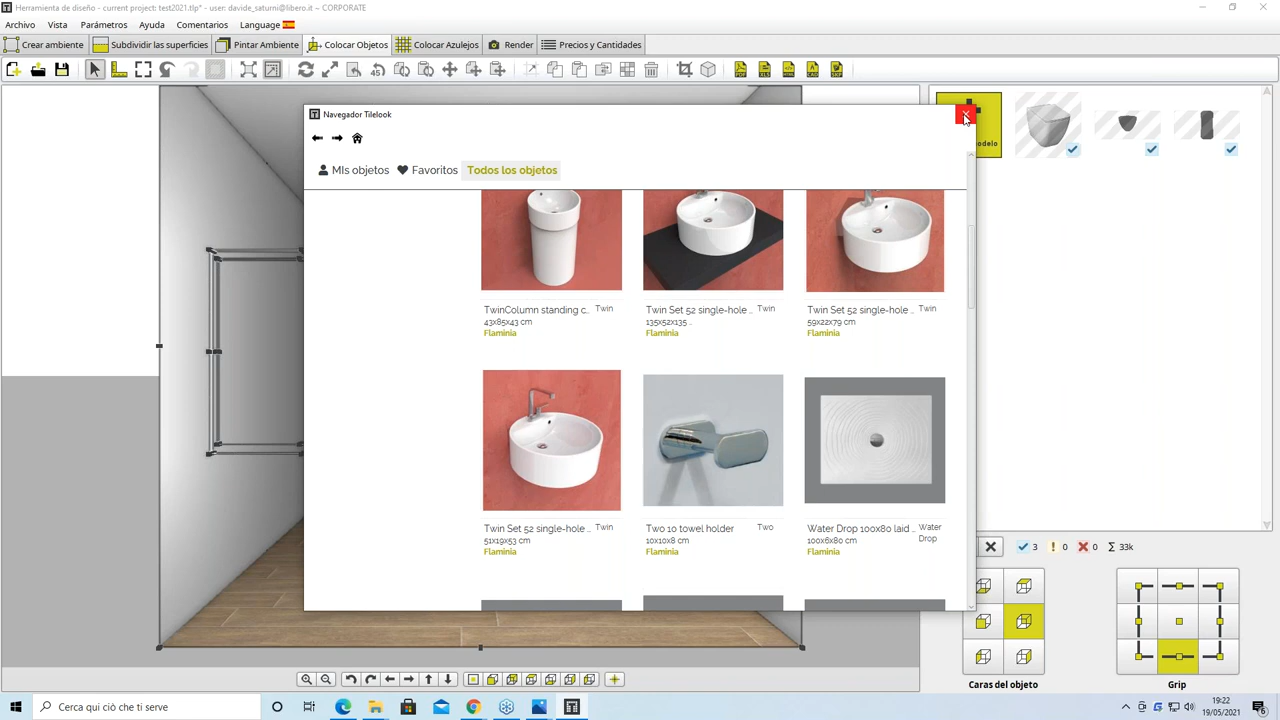 Herramienta de diseño - current project: test2021.tlp* - user: davide_saturni@libero.it – CORPORATE
Archivo Vista Parámetros Ayuda Comentarios Language
Crear ambiente Subdividir las superficies Pintar Ambiente Colocar Objetos Colocar Azulejos Render Precios y Cantidades
45
PDF XLS CAD SKP
Navegador Tilelook
MIs objetos Favoritos Todos los objetos
TwinColumn standing c.. Twin
43x85x43 cm
Flaminia
Twin Set 52 single-hole .. Twin
135x52x135 ..
Flaminia
Twin Set 52 single-hole .. Twin
59x22x79 cm
Flaminia
Twin Set 52 single-hole .. Twin
51x19x53 cm
Flaminia
Two 10 towel holder Two
10x10x8 cm
Flaminia
Water Drop 100x80 laid .. Water Drop
100x6x80 cm
Flaminia
3 0 0 Σ 33k
Caras del objeto Grip
Cerca qui ciò che ti serve
19:22
19/05/2021